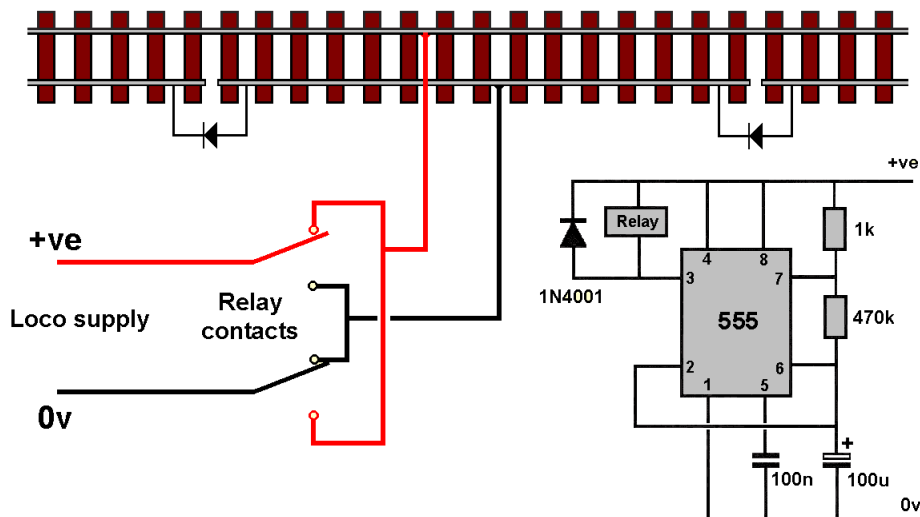 +ve
Relay
1k
+ve
4
8
3
7
1N4001
Loco supply
Relay
contacts
555
470k
2
6
1
5
0v
+
100n
100u
0v